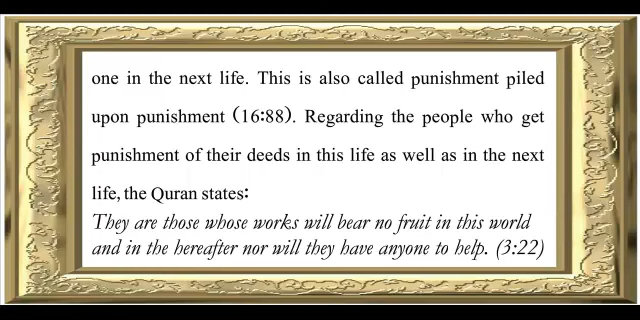 one in the next life. This is also called punishment piled
upon punishment (16:88). Regarding the people who get
punishment of their deeds in this life as well as in the next
life, the Quran states:
They are those whose works will bear no fruit in this world
and in the hereafter nor will they have anyone to help. (3:22)